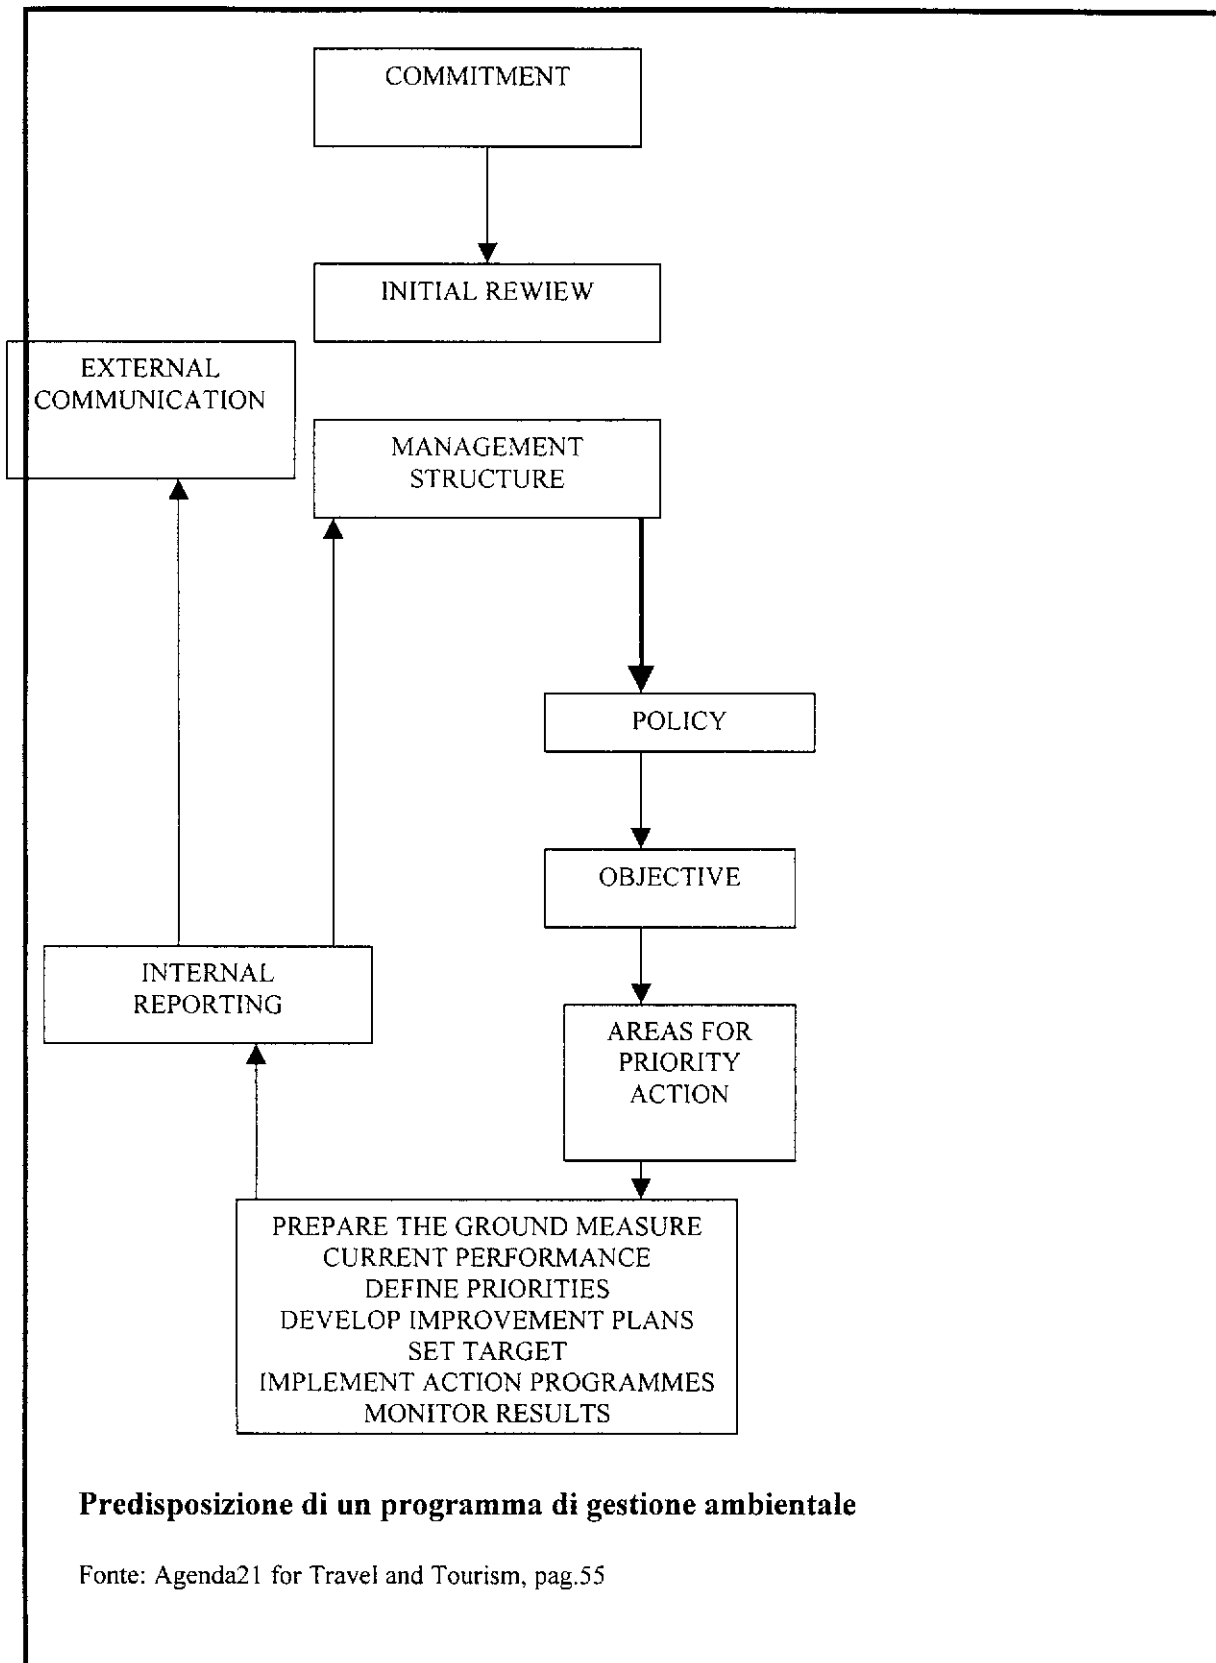 COMMITMENT
INITIAL REWIEW
EXTERNAL
COMMUNICATION
MANAGEMENT
STRUCTURE
POLICY
OBJECTIVE
INTERNAL
REPORTING
AREAS FOR
PRIORITY
ACTION
PREPARE THE GROUND MEASURE
CURRENT PERFORMANCE
DEFINE PRIORITIES
DEVELOP IMPROVEMENT PLANS
SET TARGET
IMPLEMENT ACTION PROGRAMMES
MONITOR RESULTS
Predisposizione di un programma di gestione ambientale
Fonte: Agenda21 for Travel and Tourism, pag.55